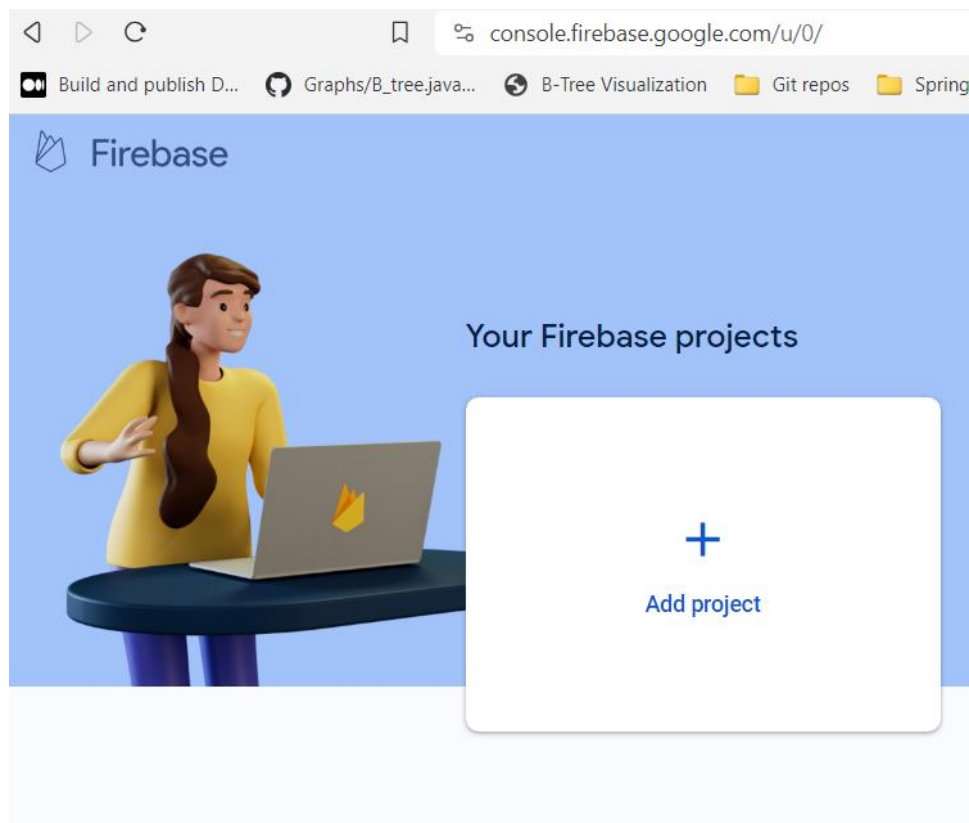 console.firebase.google.com/u/0/
Build and publish D... Graphs/B_tree.java... B-Tree Visualization Git repos Spring
Firebase
Your Firebase projects
+
Add project